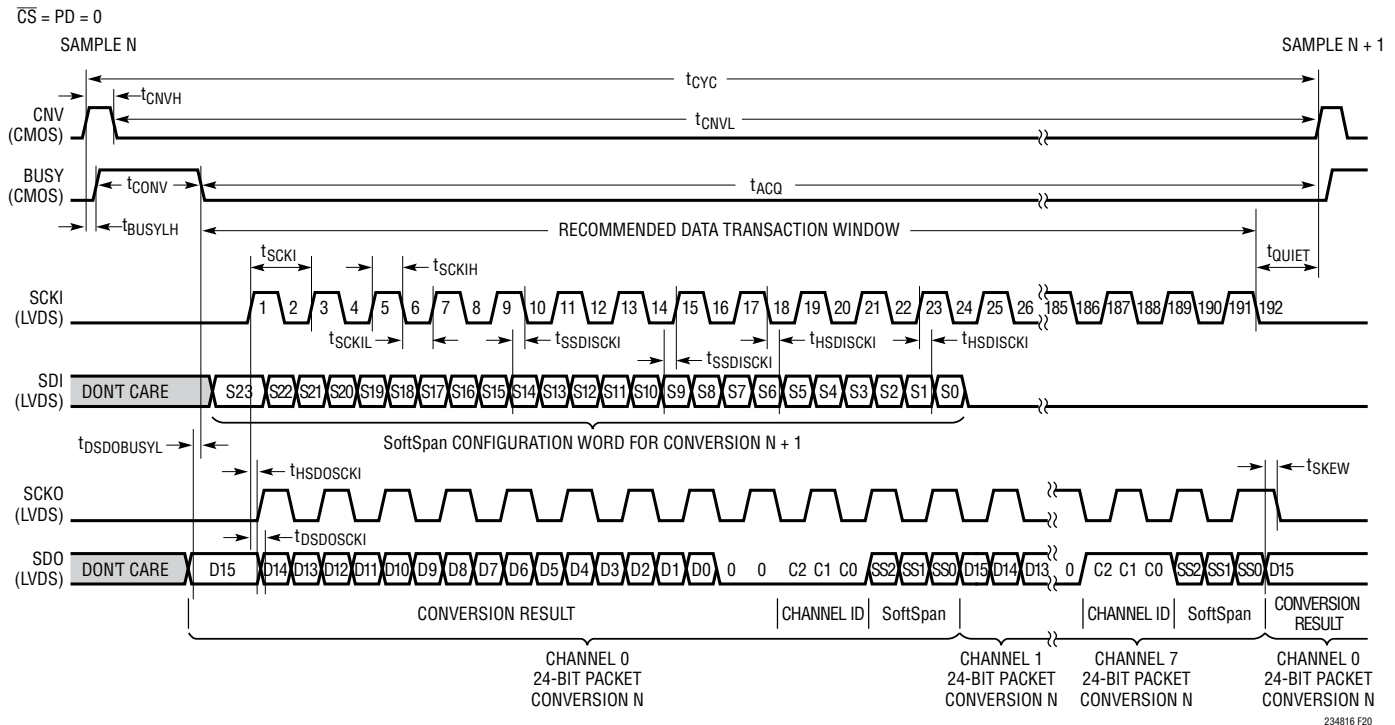 CS = PD = 0
SAMPLE N
SAMPLE N + 1
tCYC
tCNVH
CNV
(CMOS)
tCNVL
BUSY
(CMOS)
tCONV
tACQ
tBUSYLH
RECOMMENDED DATA TRANSACTION WINDOW
tSCKI
tSCKIH
tQUIET
SCKI
(LVDS)
1 2 3 4 5 6 7 8 9 10 11 12 13 14 15 16 17 18 19 20 21 22 23 24 25 26 185 186 187 188 189 190 191 192
tSCKIL
tSSDISCKI
tSSDISCKI
tHSDISCKI
tHSDISCKI
SDI
(LVDS)
DON'T CARE S23 S22 S21 S20 S19 S18 S17 S16 S15 S14 S13 S12 S11 S10 S9 S8 S7 S6 S5 S4 S3 S2 S1 S0
tDSDOBUSYL
SoftSpan CONFIGURATION WORD FOR CONVERSION N + 1
tHSDOSCKI
tSKEW
SCKO
(LVDS)
tDSDOSCKI
SDO
(LVDS)
DON'T CARE D15 D14 D13 D12 D11 D10 D9 D8 D7 D6 D5 D4 D3 D2 D1 D0 0 0 C2 C1 C0 SS2 SS1 SS0 D15 D14 D13 0 C2 C1 C0 SS2 SS1 SS0 D15
CONVERSION RESULT
CHANNEL ID
SoftSpan
CHANNEL ID
SoftSpan
CONVERSION
RESULT
CHANNEL 0
24-BIT PACKET
CONVERSION N
CHANNEL 1
24-BIT PACKET
CONVERSION N
CHANNEL 7
24-BIT PACKET
CONVERSION N
CHANNEL 0
24-BIT PACKET
CONVERSION N
234816 F20